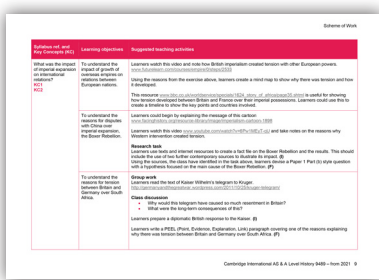 Scheme of Work
Syllabus ref. and
Key Concepts (KC)
Learning objectives
Suggested teaching activities
What was the impact
of imperial expansion
on international
relations?
KC1
KC2
To understand the
impact of growth of
overseas empires on
relations between
European nations.
Learners watch this video and note how British imperialism created tension with other European powers.
Using the reasons from the exercise above, learners create a mind map to show why there was tension and how
it developed.
This resource
is useful for showing
how tension developed between Britain and France over their imperial possessions. Learners could use this to
create a timeline to show the key points and countries involved.
To understand the
reasons for disputes
with China over
imperial expansion,
the Boxer Rebellion.
Learners could begin by explaining the message of this cartoon:
Learners watch this video
and take notes on the reasons why
Western intervention created tension.
Research task
Learners use texts and internet resources to create a fact file on the Boxer Rebellion and the results. This should
include the use of two further contemporary sources to illustrate its impact. (I)
Using the sources, the class have identified in the task above, learners devise a Paper 1 Part (b) style question
with a hypothesis focused on the main cause of the Boxer Rebellion. (F)
To understand the
reasons for tension
between Britain and
Germany over South
Africa.
Group work
Learners read the text of Kaiser Wilhelm's telegram to Kruger.
Class discussion
• Why would this telegram have caused so much resentment in Britain?
• What were the long-term consequences of this?
Learners prepare a diplomatic British response to the Kaiser. (I)
Learners write a PEEL (Point, Evidence, Explanation, Link) paragraph covering one of the reasons explaining
why there was tension between Britain and Germany over South Africa. (F)
Cambridge International AS & A Level History 9489 – from 2021 9